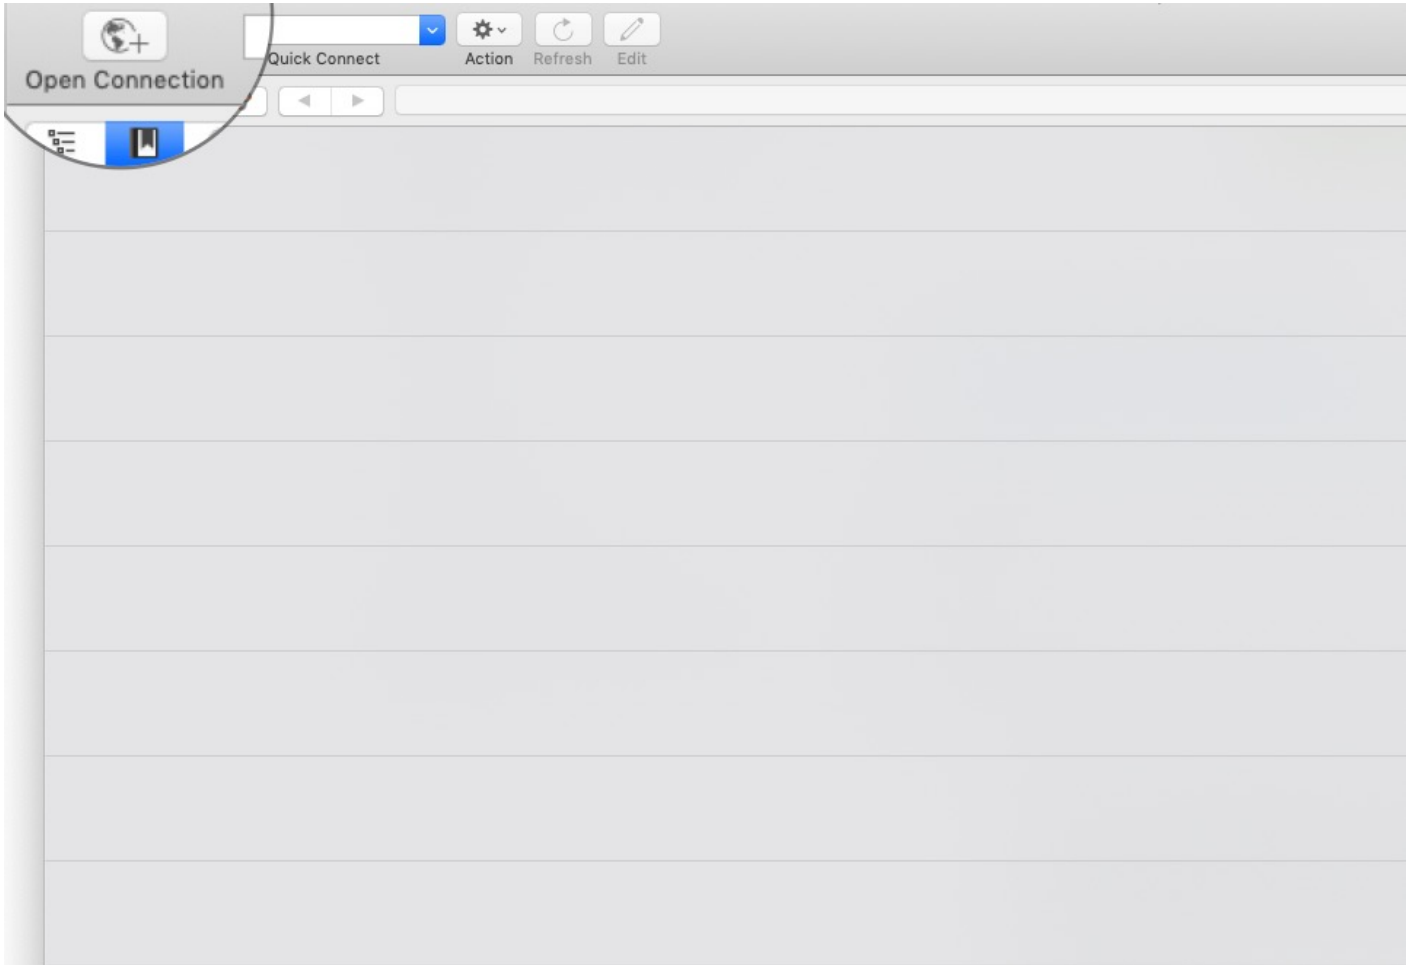 Open Connection
Quick Connect
Action
Refresh
Edit